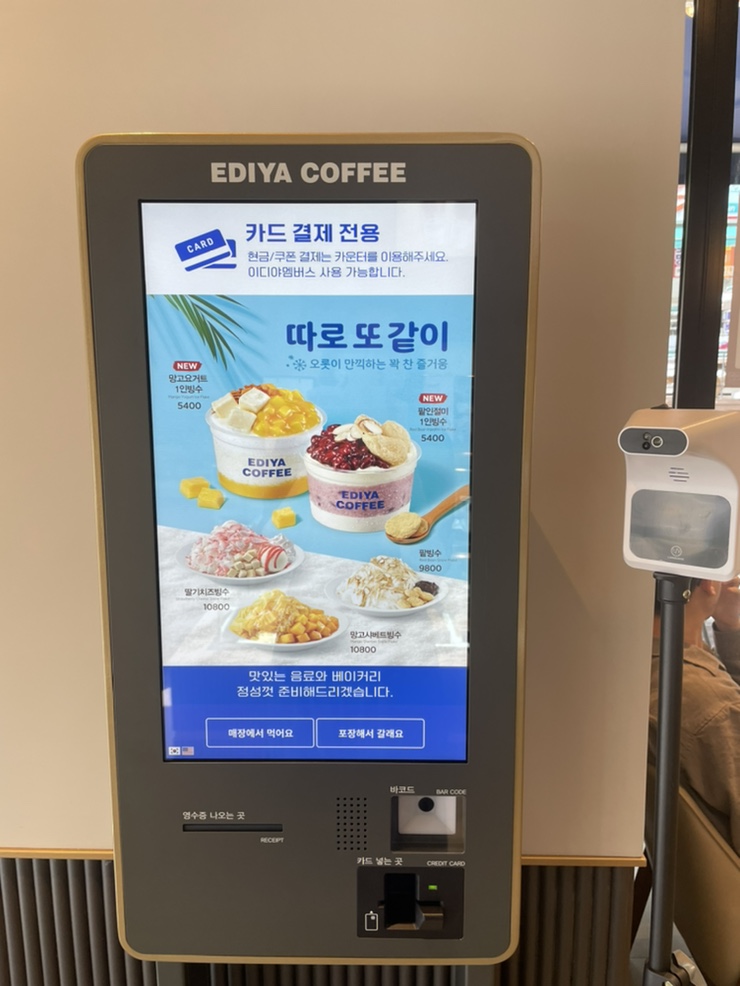 EDIYA COFFEE
CARD
카드 결제 전용
현금/쿠폰 결제는 카운터를 이용해주세요.
이디야멤버스 사용 가능합니다.
따로 또 같이
오롯이 만끽하는 꽉 찬 즐거움
NEW
망고요거트
1인빙수
5400
NEW
팥인절미
1인빙수
5400
EDIYA
COFFEE
EDIYA
COFFEE
팥빙수
9800
딸기치즈빙수
10800
망고샤베트빙수
10800
맛있는 음료와 베이커리
정성껏 준비해드리겠습니다.
매장에서 먹어요
포장해서 갈래요
바코드
BAR CODE
영수증 나오는 곳
RECEIPT
카드 넣는 곳
CREDIT CARD